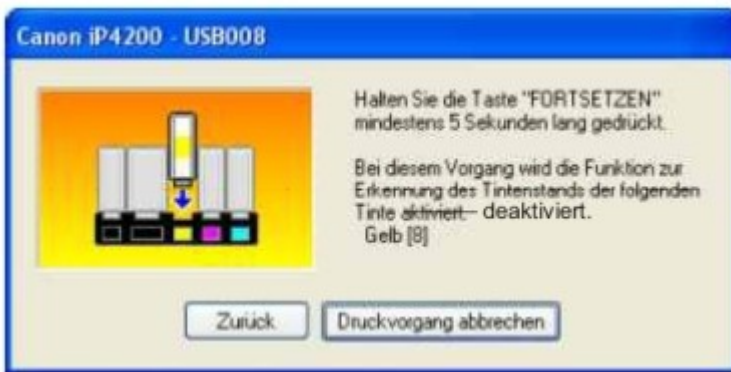 Canon iP4200 - USB008
Halten Sie die Taste "FORTSETZEN"
mindestens 5 Sekunden lang gedrückt.
Bei diesem Vorgang wird die Funktion zur
Erkennung des Tintenstands der folgenden
Tinte aktiviert. deaktiviert.
Gelb [8]
Zurück
Druckvorgang abbrechen